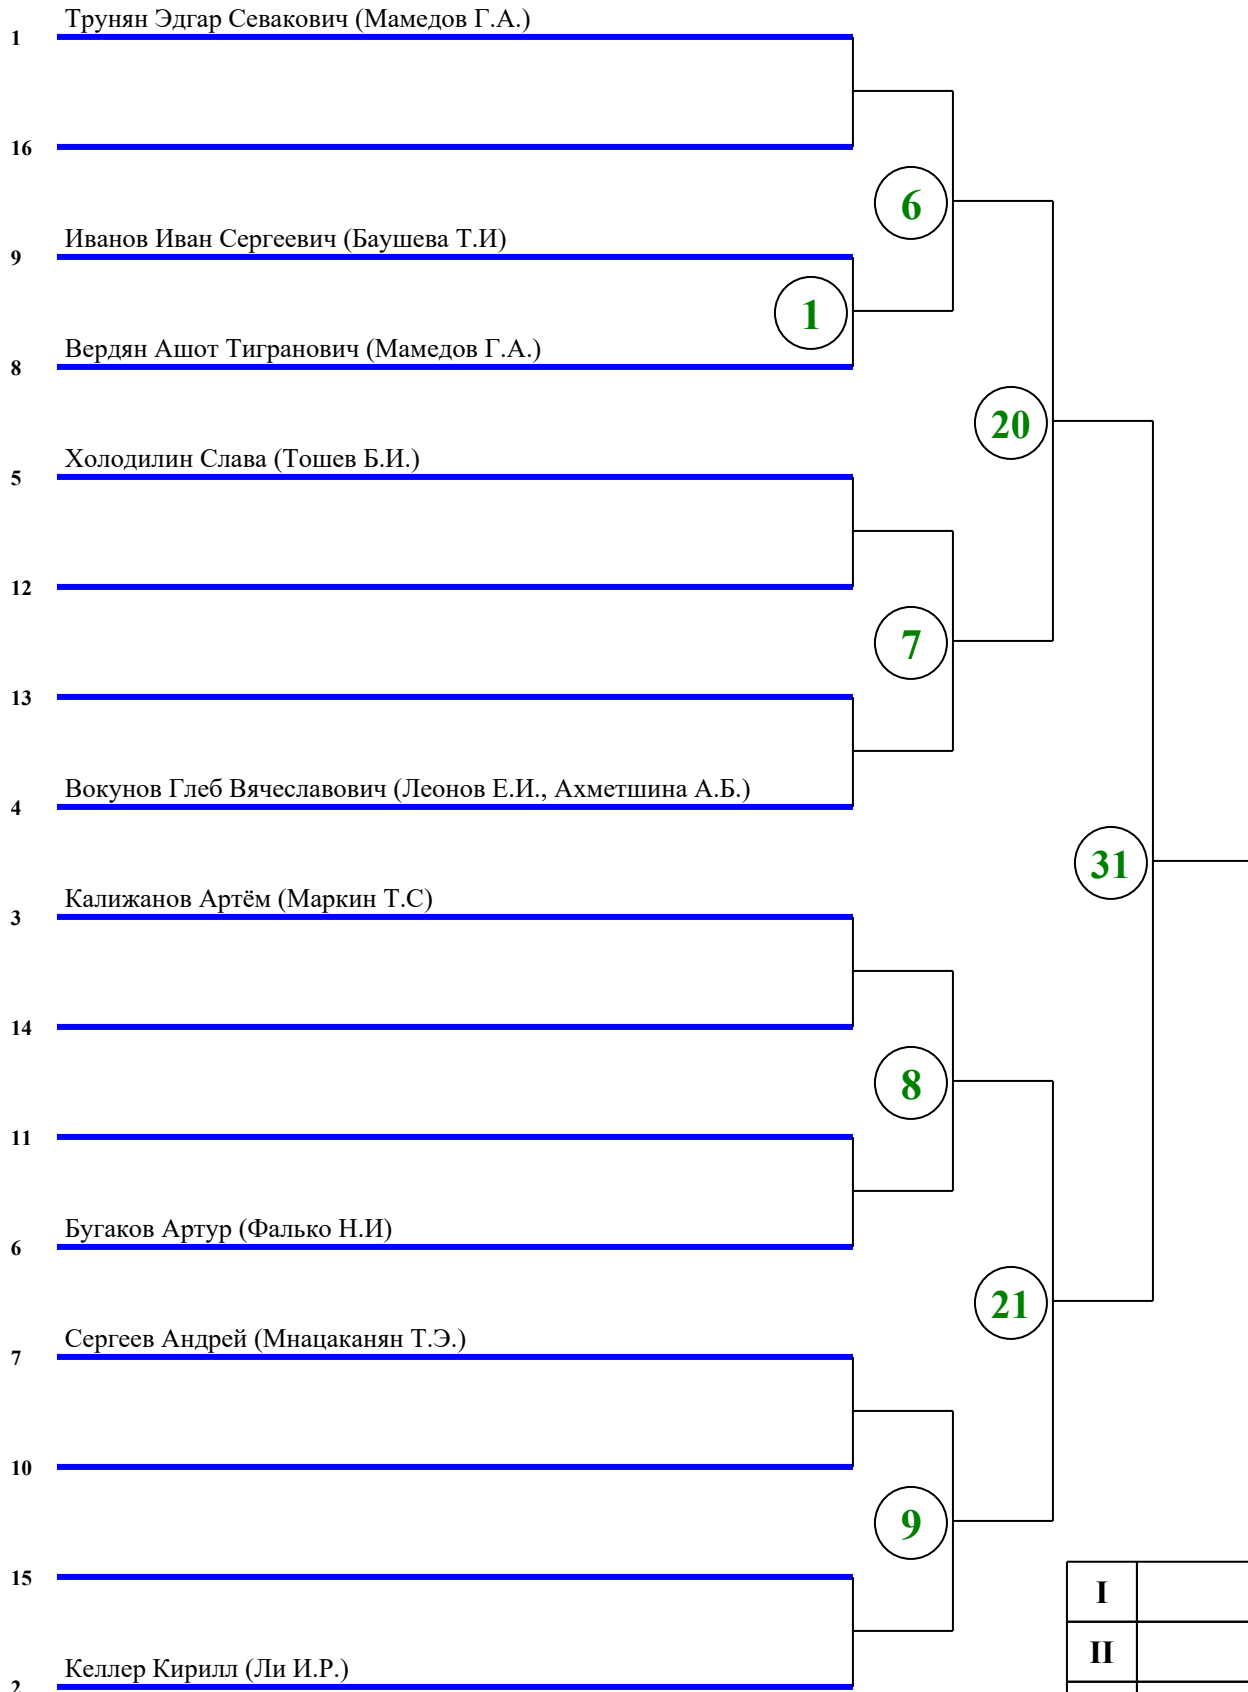 Трунян Эдгар Севакович (Мамедов Г.А.)
1
16
6
Иванов Иван Сергеевич (Баушева Т.И)
9
1
Вердян Ашот Тигранович (Мамедов Г.А.)
8
20
Холодилин Слава (Тошев Б.И.)
5
12
7
13
Вокунов Глеб Вячеславович (Леонов Е.И., Ахметшина А.Б.)
4
31
Калижанов Артём (Маркин Т.С)
3
14
8
11
Бугаков Артур (Фалько Н.И)
6
21
Сергеев Андрей (Мнацаканян Т.Э.)
7
10
9
15
I
II
Келлер Кирилл (Ли И.Р.)
2